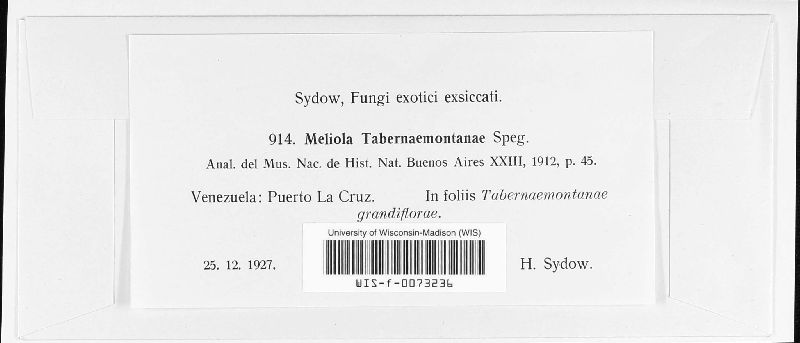 Sydow, Fungi exotici exsiccati.
914. Meliola Tabernaemontanae Speg.
Anal. del Mus. Nac. de Hist. Nat. Buenos Aires XXIII, 1912, p. 45.
Venezuela: Puerto La Cruz. In foliis Tabernaemontanae
grandiflorae.
University of Wisconsin-Madison (WIS)
25. 12. 1927. H. Sydow.
WIS-f-0073236